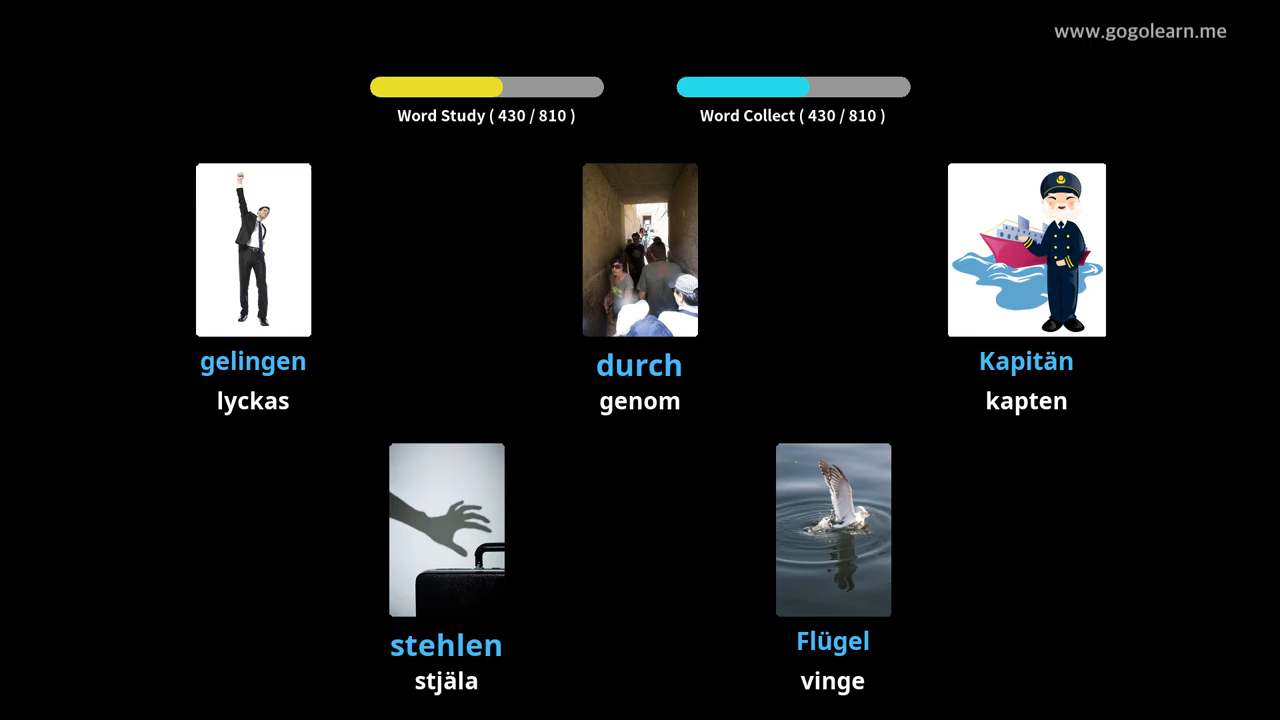 www.gogolearn.me
Word Study ( 430 / 810 )
Word Collect ( 430 / 810 )
gelingen
lyckas
durch
genom
Kapitän
kapten
stehlen
stjäla
Flügel
vinge